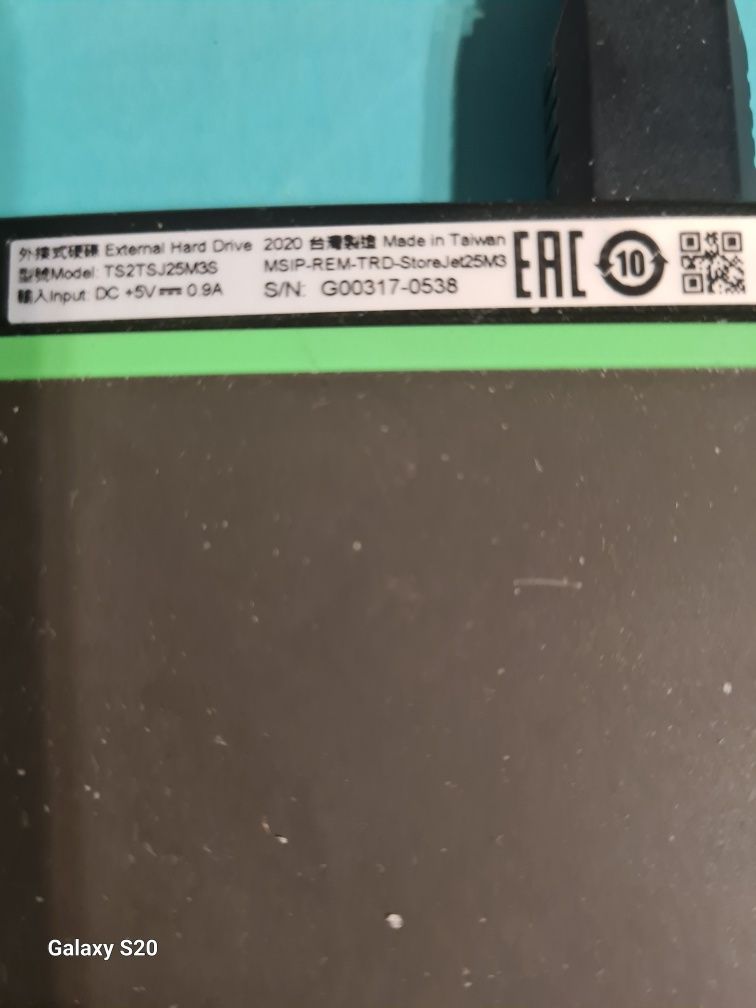 外接式硬碟 External Hard Drive
型號Model: TS2TSJ25M3S
輸入Input: DC +5V⎓ 0.9A
2020 台灣製造 Made in Taiwan
MSIP-REM-TRD-StoreJet25M3
S/N: G00317-0538
EAC
10
Galaxy S20